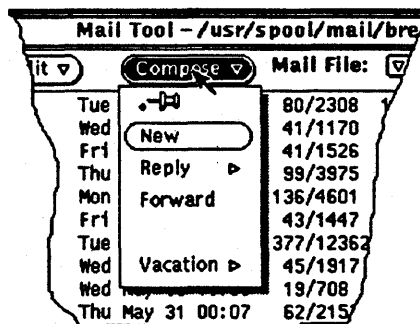 Mail Tool - /usr/spool/mail/bre
it Compose Mail File:
Tue 80/2308 1
Wed New 41/1170
Fri 41/1526
Thu Reply 99/3975
Mon Forward 136/4601
Fri 43/1447
Tue 377/12362
Wed Vacation 45/1917
Wed 19/708
Thu May 31 00:07 62/215